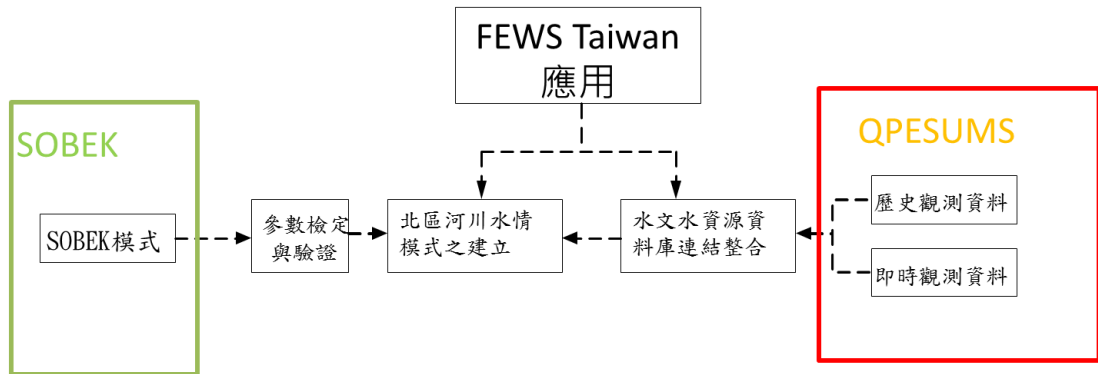 FEWS Taiwan
應用
SOBEK
QPESUMS
SOBEK模式
參數檢定
與驗證
北區河川水情
模式之建立
水文水資源資
料庫連結整合
歷史觀測資料
即時觀測資料